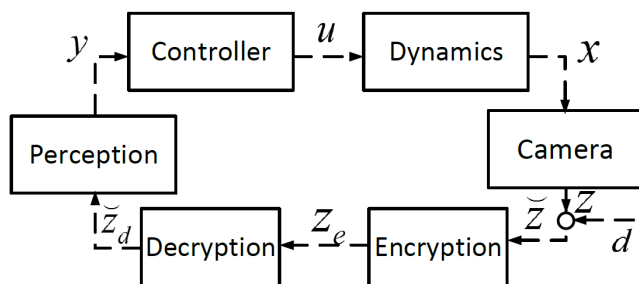 y
Controller
u
Dynamics
x
Perception
Camera
z̆_d
Decryption
z_e
Encryption
z̆
z
d